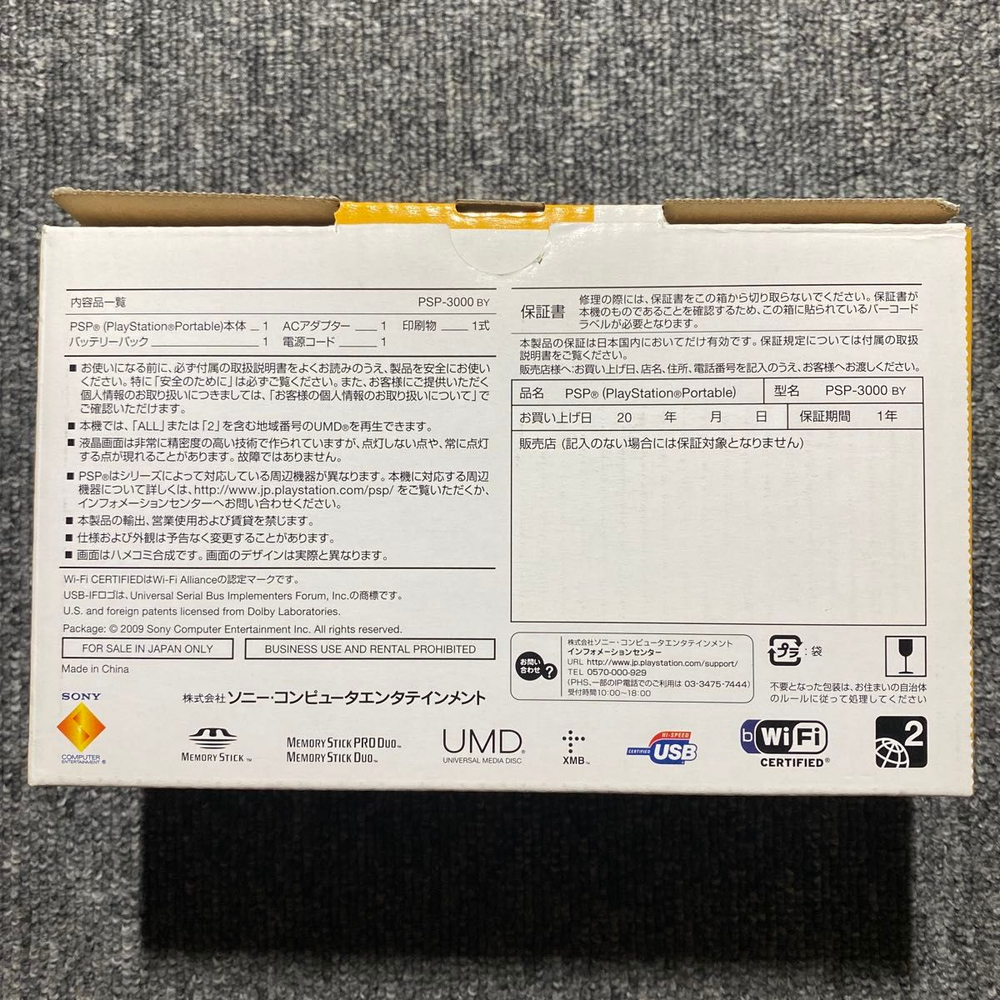 内容品一覧 PSP-3000 BY
PSP® (PlayStation®Portable)本体 1 ACアダプター 1 印刷物 1式
バッテリーパック 1 電源コード 1
■ お使いになる前に、必ず付属の取扱説明書をよくお読みのうえ、製品を安全にお使い
ください。特に「安全のために」は必ずご覧ください。また、お客様にご提供いただく
個人情報のお取り扱いにつきましては、「お客様の個人情報のお取り扱いについて」で
ご確認いただけます。
■ 本機では、「ALL」または「2」を含む地域番号のUMD®を再生できます。
■ 液晶画面は非常に精密度の高い技術で作られていますが、点灯しない点や、常に点灯
する点が現れることがあります。故障ではありません。
■ PSP®はシリーズによって対応している周辺機器が異なります。本機に対応する周辺
機器について詳しくは、http://www.jp.playstation.com/psp/ をご覧いただくか、
インフォメーションセンターへお問い合わせください。
■ 本製品の輸出、営業使用および賃貸を禁じます。
■ 仕様および外観は予告なく変更することがあります。
■ 画面はハメコミ合成です。画面のデザインは実際と異なります。
Wi-Fi CERTIFIEDはWi-Fi Allianceの認定マークです。
USB-IFロゴは、Universal Serial Bus Implementers Forum, Inc.の商標です。
U.S. and foreign patents licensed from Dolby Laboratories.
Package: © 2009 Sony Computer Entertainment Inc. All rights reserved.
FOR SALE IN JAPAN ONLY
BUSINESS USE AND RENTAL PROHIBITED
Made in China
保証書
修理の際には、保証書をこの箱から切り取らないでください。保証書が
本機のものであることを確認するため、この箱に貼られているバーコード
ラベルが必要となります。
本製品の保証は日本国内においてだけ有効です。保証規定については付属の取扱
説明書をご覧ください。
販売店様へ:お買い上げ日、店名、住所、電話番号を記入のうえ、お客様へお渡しください。
品名 PSP® (PlayStation®Portable) 型名 PSP-3000 BY
お買い上げ日 20 年 月 日 保証期間 1年
販売店 (記入のない場合には保証対象となりません)
お問い
合わせ ?
株式会社ソニー・コンピュータエンタテインメント
インフォメーションセンター
URL http://www.jp.playstation.com/support/
TEL 0570-000-929
(PHS、一部のIP電話でのご利用は 03-3475-7444)
受付時間10:00~18:00
プラ :袋
不要となった包装は、お住まいの自治体
のルールに従って処理してください
SONY
COMPUTER
ENTERTAINMENT ®
株式会社 ソニー・コンピュータエンタテインメント
MEMORY STICK™
MEMORY STICK PRO DUO™
MEMORY STICK DUO™
UMD®
UNIVERSAL MEDIA DISC
XMB™
HI-SPEED
CERTIFIED USB
b Wi Fi
CERTIFIED®
2